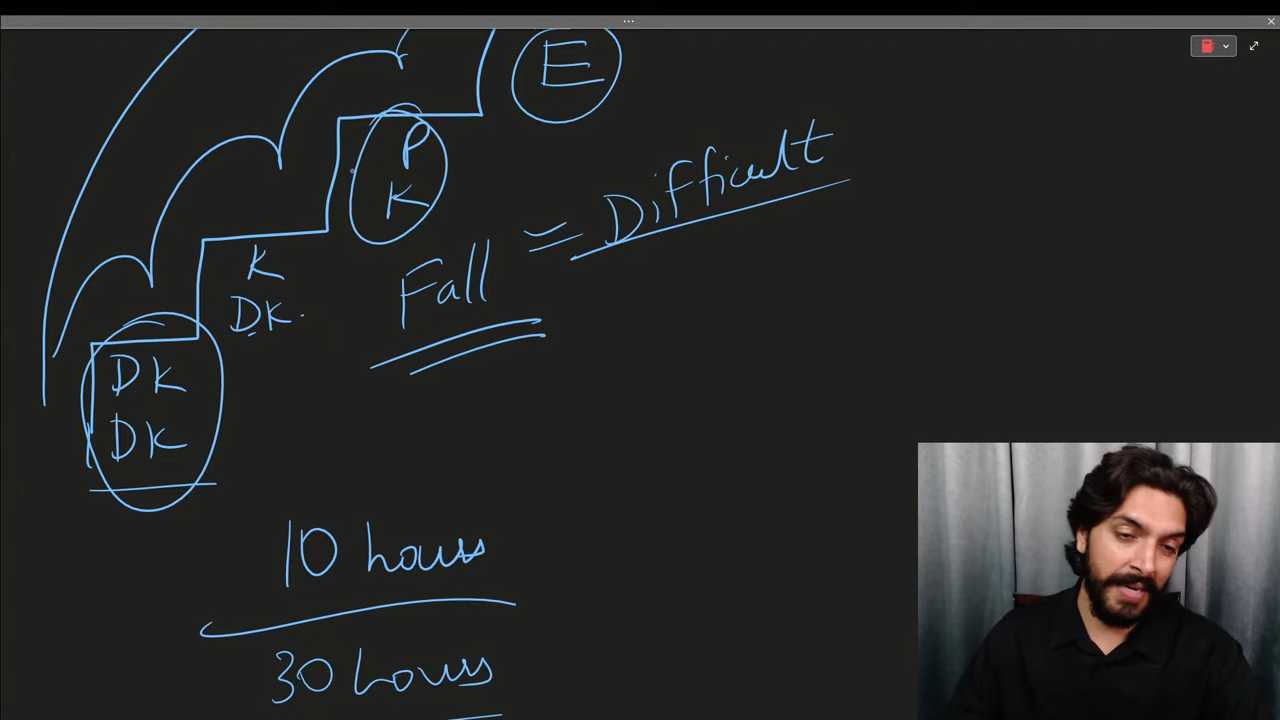 E
P
K
= Difficult
Fall
K
DK.
DK
DK
10 hours
30 hours